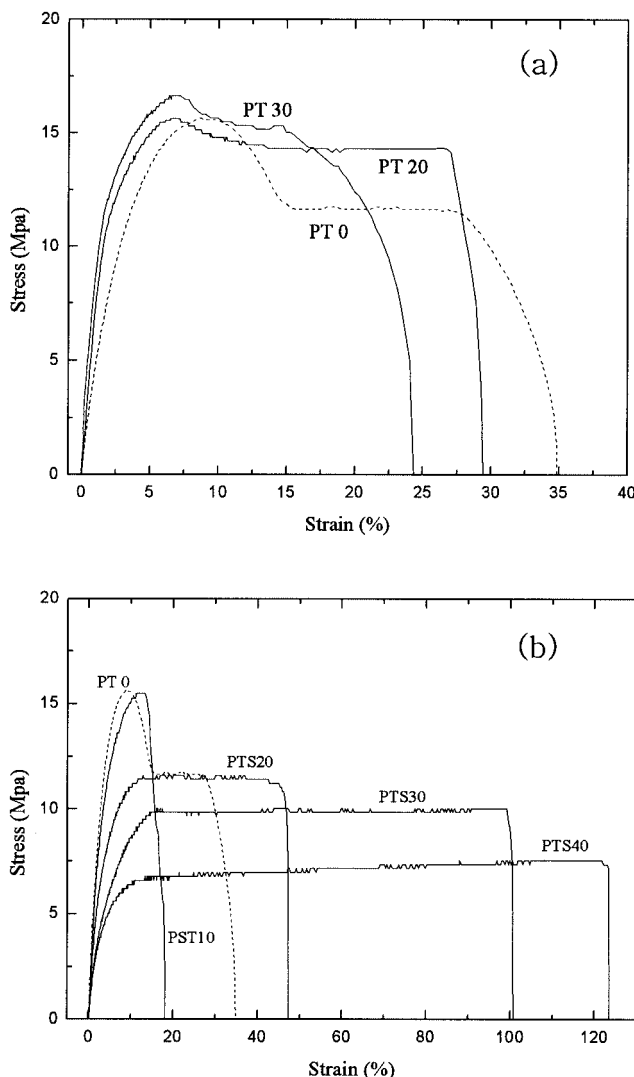 20
(a)
15
PT 30
PT 20
10
PT 0
Stress (Mpa)
5
0
0 5 10 15 20 25 30 35 40
Strain (%)
20
(b)
PT 0
15
PTS20
10
PTS30
Stress (Mpa)
PTS40
5
PST10
0
0 20 40 60 80 100 120
Strain (%)